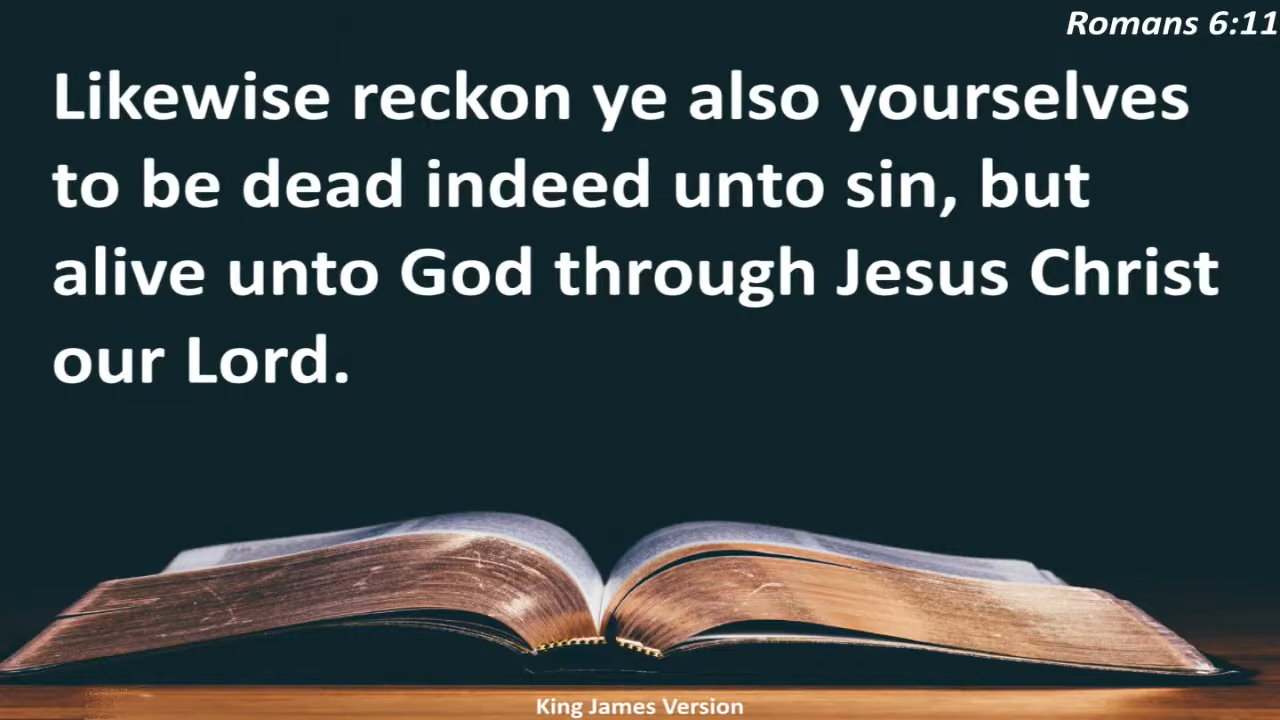 Romans 6:11
Likewise reckon ye also yourselves
to be dead indeed unto sin, but
alive unto God through Jesus Christ
our Lord.
King James Version